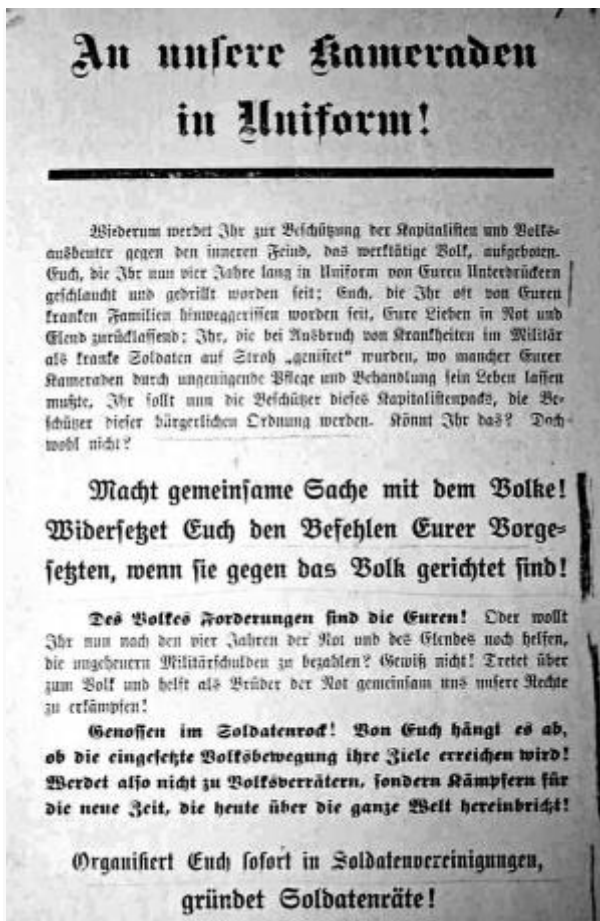 An unsere Kameraden
in Uniform!
Wiederum werdet Ihr zur Beschützung der Kapitalisten und Volks-
ausbeuter gegen den inneren Feind, das werktätige Volk, aufgeboten.
Euch, die Ihr nun vier Jahre lang in Uniform von Euren Unterdrückern
geschlaucht und gedrillt worden seit; Euch, die Ihr oft von Euren
kranken Familien hinweggerissen worden seit, Eure Lieben in Not und
Elend zurücklassend; Ihr, die bei Ausbruch von Krankheiten im Militär
als kranke Soldaten auf Stroh „genistet“ wurden, wo mancher Eurer
Kameraden durch ungenügende Pflege und Behandlung sein Leben lassen
mußte, Ihr sollt nun die Beschützer dieses Kapitalistenpacks, die Be-
schützer dieser bürgerlichen Ordnung werden. Könnt Ihr das? Doch
wohl nicht?
Macht gemeinsame Sache mit dem Volke!
Widersetzet Euch den Befehlen Eurer Vorge-
setzten, wenn sie gegen das Volk gerichtet sind!
Des Volkes Forderungen sind die Euren! Oder wollt
Ihr nun nach den vier Jahren der Not und des Elendes noch helfen,
die ungeheuern Militärschulden zu bezahlen? Gewiß nicht! Tretet über
zum Volk und helft als Brüder der Not gemeinsam uns unsere Rechte
zu erkämpfen!
Genossen im Soldatenrock! Von Euch hängt es ab,
ob die eingesetzte Volksbewegung ihre Ziele erreichen wird!
Werdet also nicht zu Volksverrätern, sondern Kämpfern für
die neue Zeit, die heute über die ganze Welt hereinbricht!
Organisiert Euch sofort in Soldatenvereinigungen,
gründet Soldatenräte!